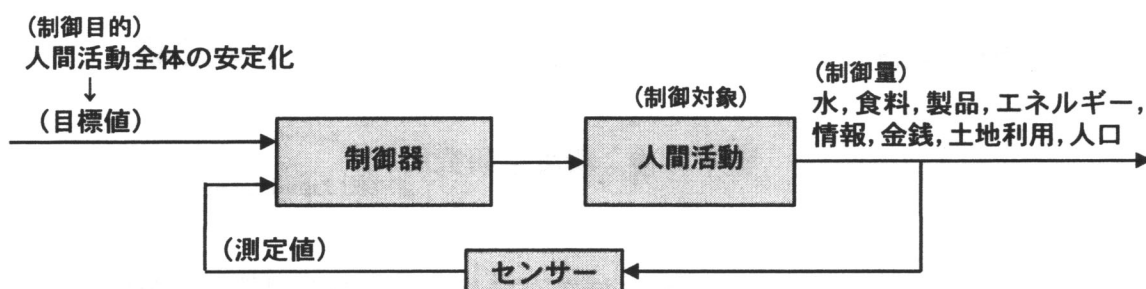 (制御目的)
人間活動全体の安定化
↓
(目標値)
制御器
(制御対象)
人間活動
(制御量)
水, 食料, 製品, エネルギー,
情報, 金銭, 土地利用, 人口
(測定値)
センサー